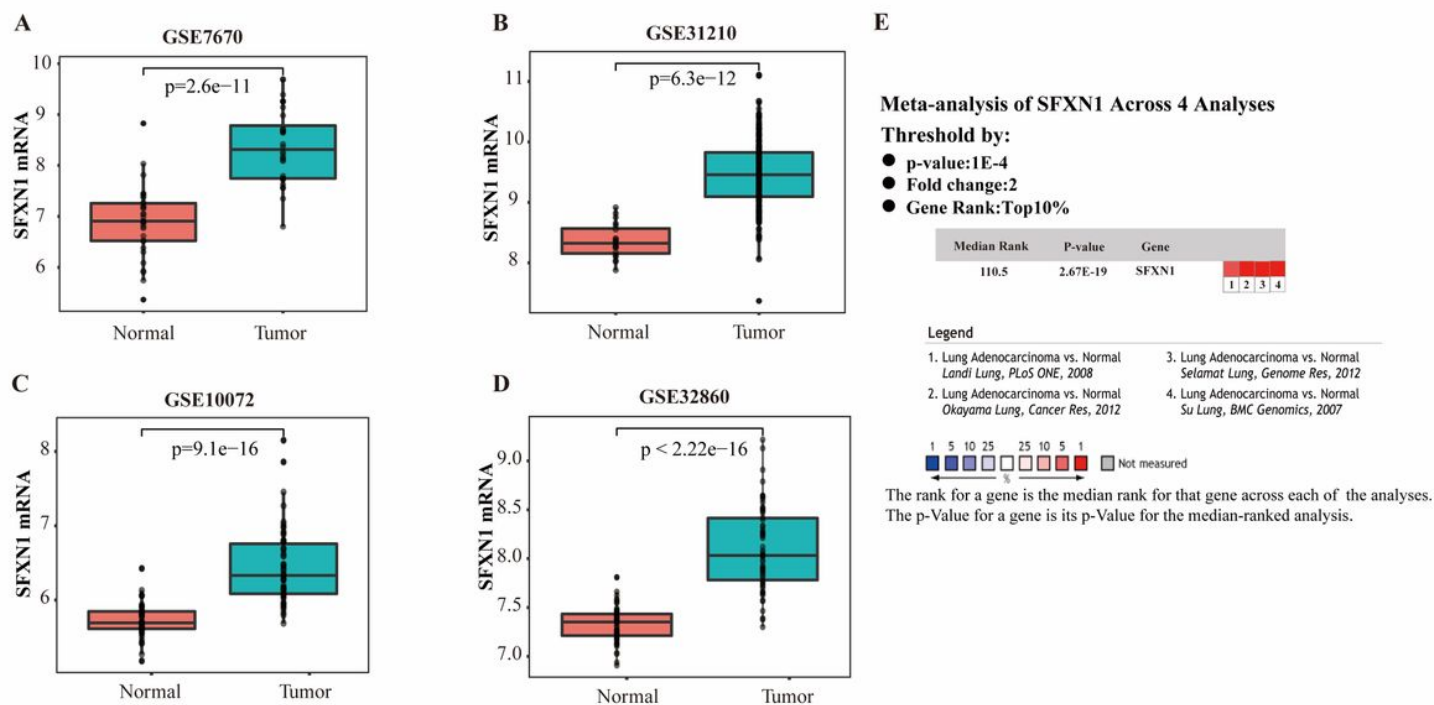 A
GSE7670
SFXN1 mRNA
10
9
8
7
6
p=2.6e−11
Normal
Tumor
B
GSE31210
SFXN1 mRNA
11
10
9
8
p=6.3e−12
Normal
Tumor
C
GSE10072
SFXN1 mRNA
8
7
6
p=9.1e−16
Normal
Tumor
D
GSE32860
SFXN1 mRNA
9.0
8.5
8.0
7.5
7.0
p < 2.22e−16
Normal
Tumor
E
Meta-analysis of SFXN1 Across 4 Analyses
Threshold by:
● p-value:1E-4
● Fold change:2
● Gene Rank:Top10%
Median Rank P-value Gene
110.5 2.67E-19 SFXN1
1 2 3 4
Legend
1. Lung Adenocarcinoma vs. Normal
Landi Lung, PLoS ONE, 2008
2. Lung Adenocarcinoma vs. Normal
Okayama Lung, Cancer Res, 2012
3. Lung Adenocarcinoma vs. Normal
Selamat Lung, Genome Res, 2012
4. Lung Adenocarcinoma vs. Normal
Su Lung, BMC Genomics, 2007
1 5 10 25 25 10 5 1
Not measured
%
The rank for a gene is the median rank for that gene across each of the analyses.
The p-Value for a gene is its p-Value for the median-ranked analysis.